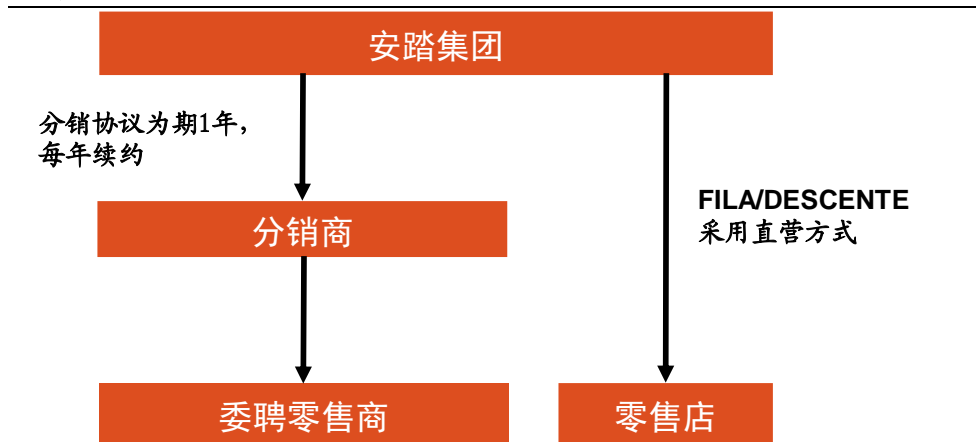 安踏集团
分销协议为期1年，
每年续约
分销商
FILA/DESCENTE
采用直营方式
委聘零售商
零售店